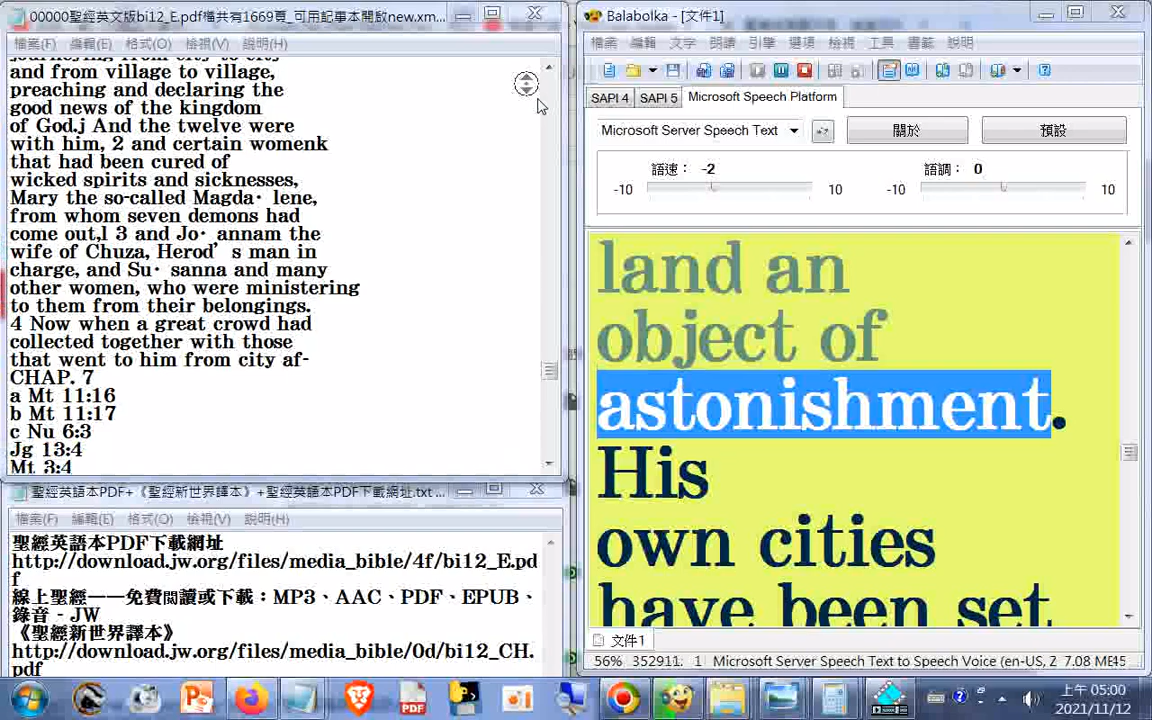 00000聖經英文版bi12_E.pdf檔共有1669頁_可用記事本開啟new.xm...
檔案(F) 編輯(E) 格式(O) 檢視(V) 說明(H)
journeying from city to city
and from village to village,
preaching and declaring the
good news of the kingdom
of God.j And the twelve were
with him, 2 and certain womenk
that had been cured of
wicked spirits and sicknesses,
Mary the so-called Magda· lene,
from whom seven demons had
come out,l 3 and Jo· annam the
wife of Chuza, Herod's man in
charge, and Su· sanna and many
other women, who were ministering
to them from their belongings.
4 Now when a great crowd had
collected together with those
that went to him from city af-
CHAP. 7
a Mt 11:16
b Mt 11:17
c Nu 6:3
Jg 13:4
Mt 3:4
聖經英語本PDF+《聖經新世界譯本》+聖經英語本PDF下載網址.txt ...
檔案(F) 編輯(E) 格式(O) 檢視(V) 說明(H)
聖經英語本PDF下載網址
http://download.jw.org/files/media_bible/4f/bi12_E.pd
f
線上聖經——免費閱讀或下載：MP3、AAC、PDF、EPUB、
錄音 - JW
《聖經新世界譯本》
http://download.jw.org/files/media_bible/0d/bi12_CH.
pdf
Balabolka - [文件1]
檔案 編輯 文字 朗讀 引擎 選項 檢視 工具 書籤 說明
SAPI 4 SAPI 5 Microsoft Speech Platform
Microsoft Server Speech Text 關於 預設
語速： -2 語調： 0
-10 10 -10 10
land an
object of
astonishment.
His
own cities
have been set
文件1
56% 352911: 1 Microsoft Server Speech Text to Speech Voice (en-US, 2 7.08 ME45
上午 05:00
2021/11/12